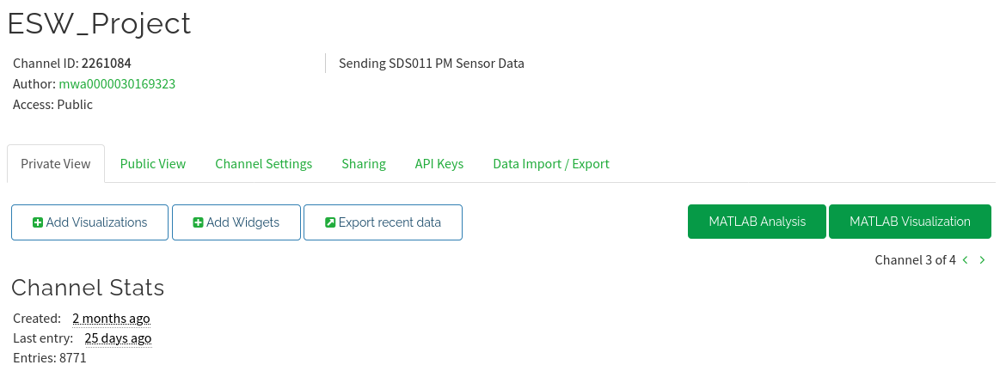 ESW_Project
Channel ID: 2261084
Author: mwa0000030169323
Access: Public
Sending SDS011 PM Sensor Data
Private View Public View Channel Settings Sharing API Keys Data Import / Export
Add Visualizations Add Widgets Export recent data MATLAB Analysis MATLAB Visualization
Channel 3 of 4 < >
Channel Stats
Created: 2 months ago
Last entry: 25 days ago
Entries: 8771